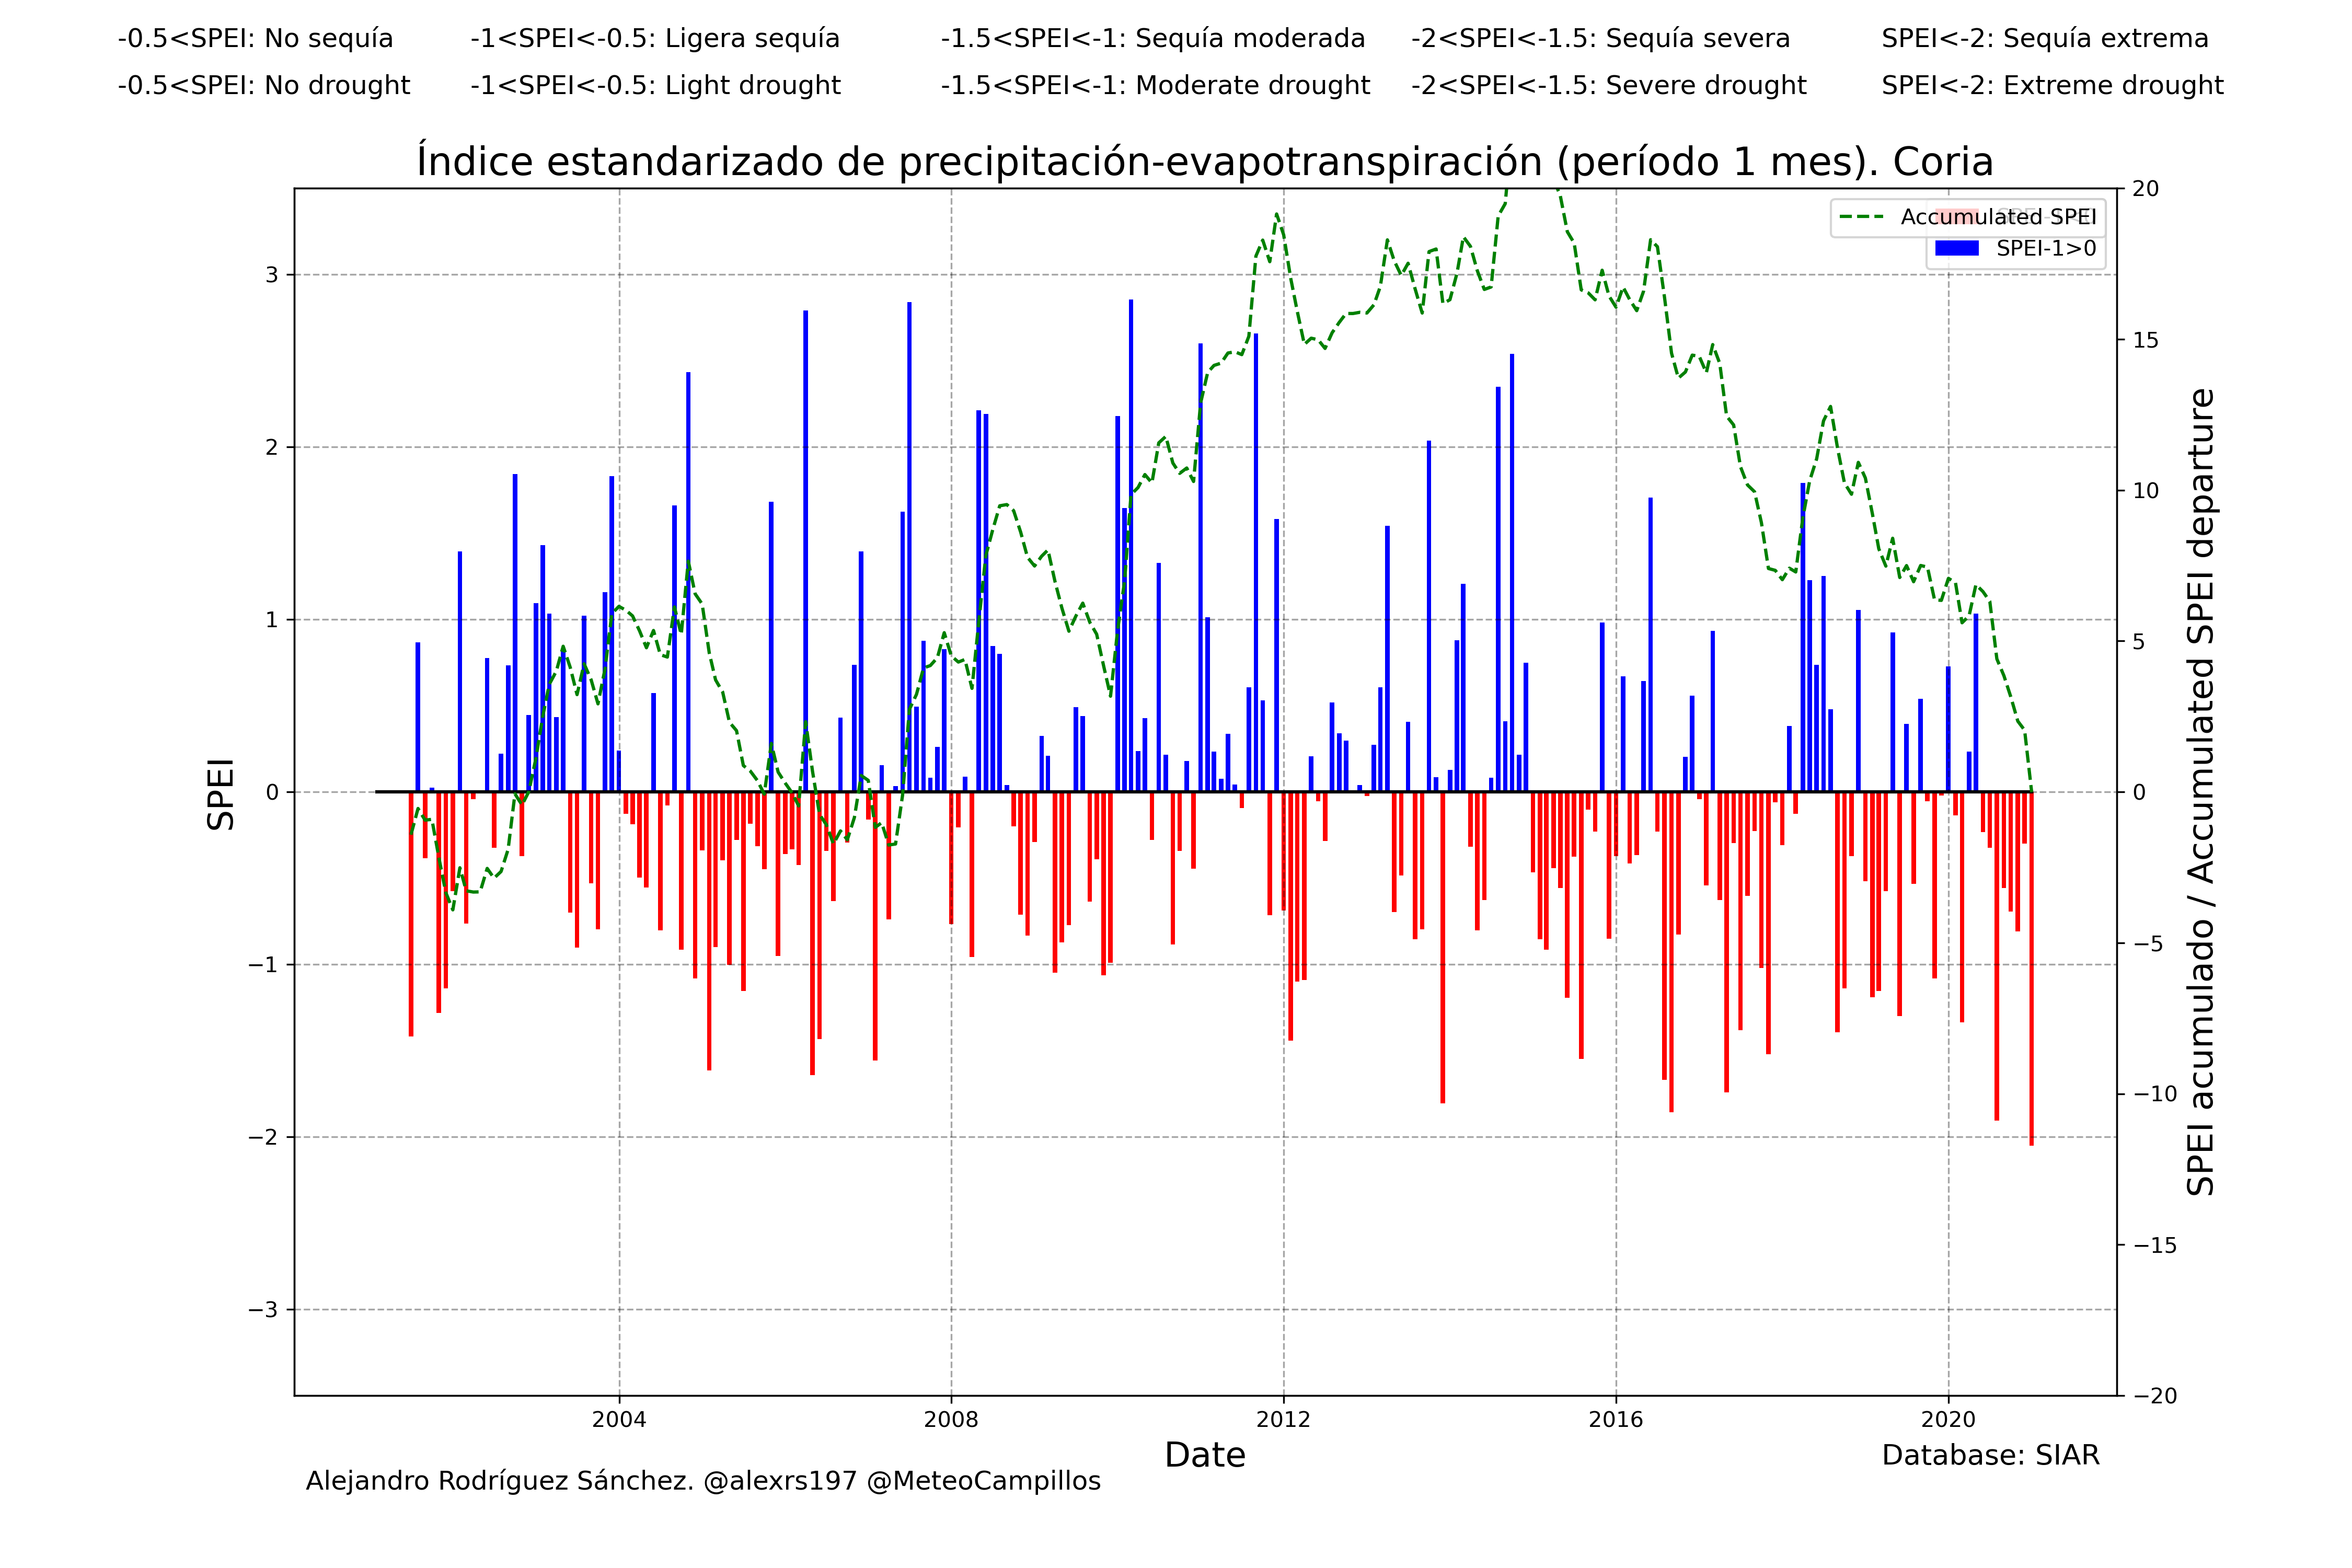 -0.5<SPEI: No sequía -1<SPEI<-0.5: Ligera sequía -1.5<SPEI<-1: Sequía moderada -2<SPEI<-1.5: Sequía severa SPEI<-2: Sequía extrema
-0.5<SPEI: No drought -1<SPEI<-0.5: Light drought -1.5<SPEI<-1: Moderate drought -2<SPEI<-1.5: Severe drought SPEI<-2: Extreme drought
Índice estandarizado de precipitación-evapotranspiración (período 1 mes). Coria
Accumulated SPEI
SPEI-1>0
SPEI
3
2
1
0
−1
−2
−3
20
15
10
5
0
−5
−10
−15
−20
SPEI acumulado / Accumulated SPEI departure
2004 2008 2012 2016 2020
Date
Database: SIAR
Alejandro Rodríguez Sánchez. @alexrs197 @MeteoCampillos